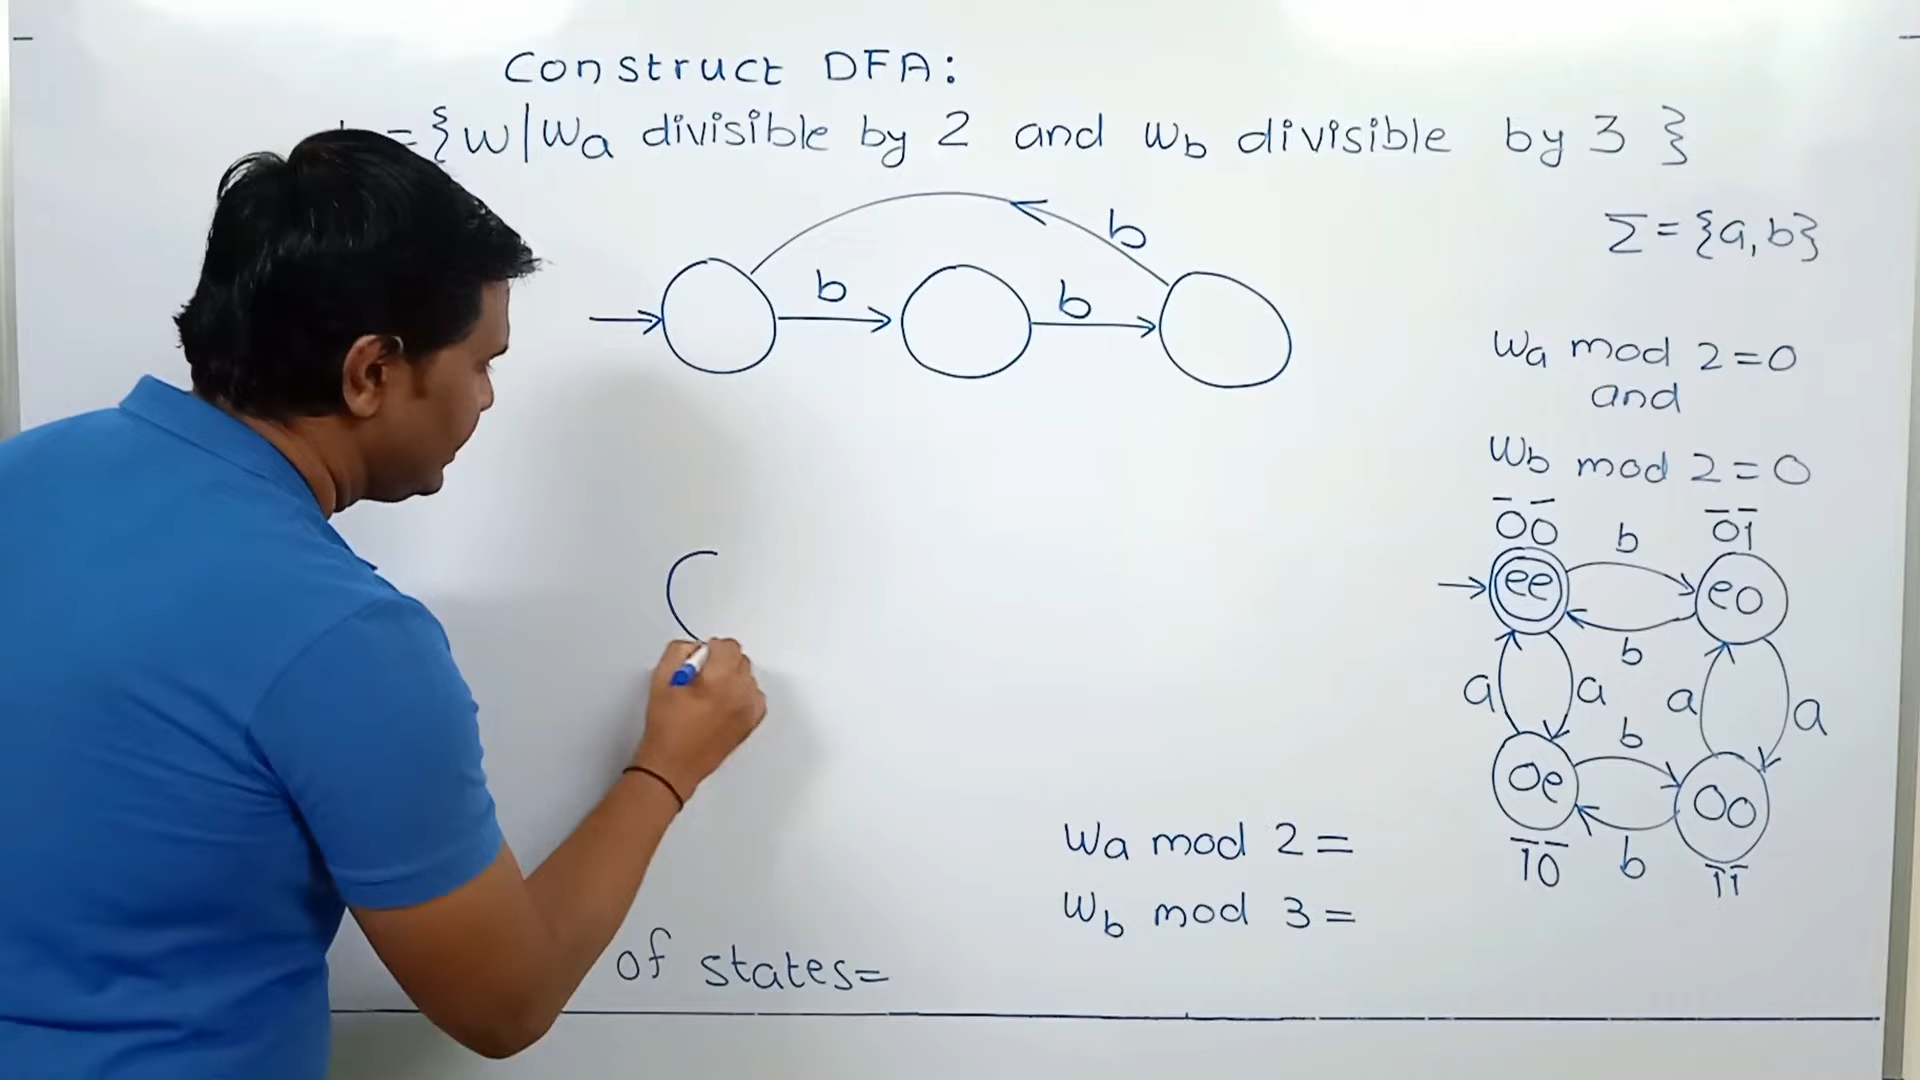 Construct DFA:
= {w|wa divisible by 2 and wb divisible by 3 }
Σ = {a, b}
b
b
b
wa mod 2 = 0
and
wb mod 2 = 0
00
01
b
ee
eo
b
a
a
a
a
b
oe
oo
10
b
11
wa mod 2 =
wb mod 3 =
of states=